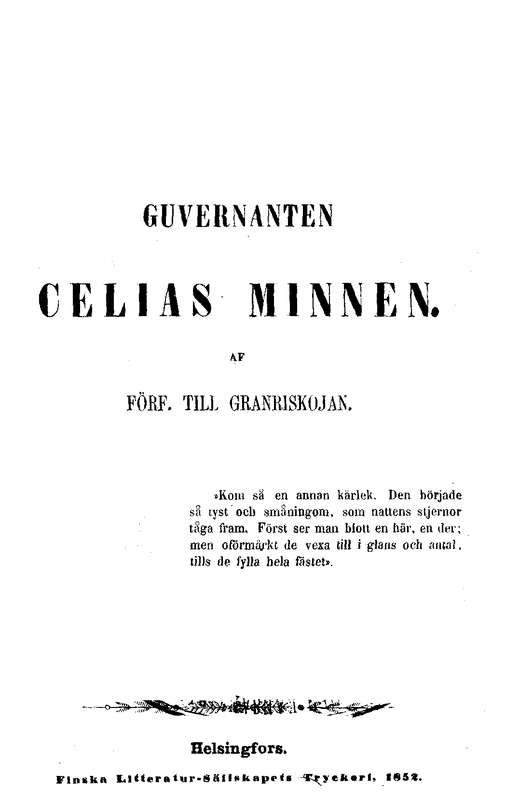 GUVERNANTEN
CELIAS MINNEN.
AF
FÖRF. TILL GRANRISKOJAN.
»Kom så en annan kärlek. Den började
så tyst och småningom, som nattens stjernor
tåga fram. Först ser man blott en här, en der;
men oförmärkt de vexa till i glans och antal,
tills de fylla hela fästet».
Helsingfors.
Finska Litteratur-Sällskapets Tryckeri, 1852.